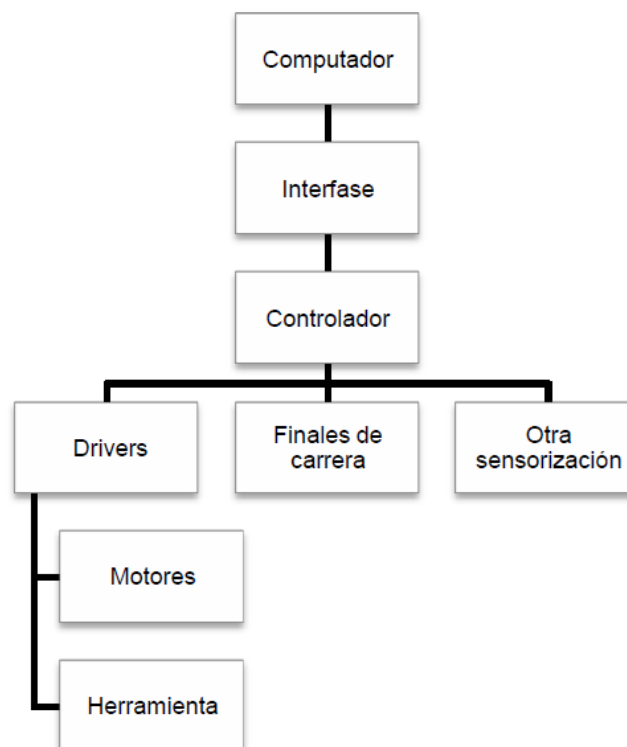 Computador
Interfase
Controlador
Drivers
Finales de
carrera
Otra
sensorización
Motores
Herramienta